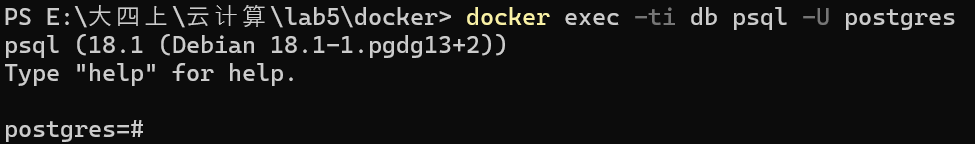 PS E:\大四上\云计算\lab5\docker> docker exec -ti db psql -U postgres
psql (18.1 (Debian 18.1-1.pgdg13+2))
Type "help" for help.
postgres=#